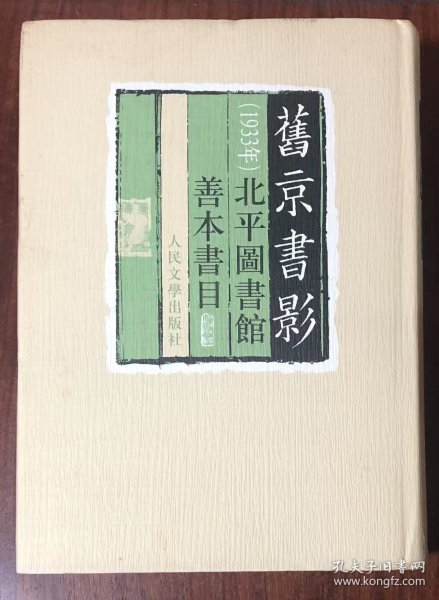 舊京書影
(1933年)
北平圖書館
善本書目
人民文學出版社
孔夫子旧书网
www.kongfz.com